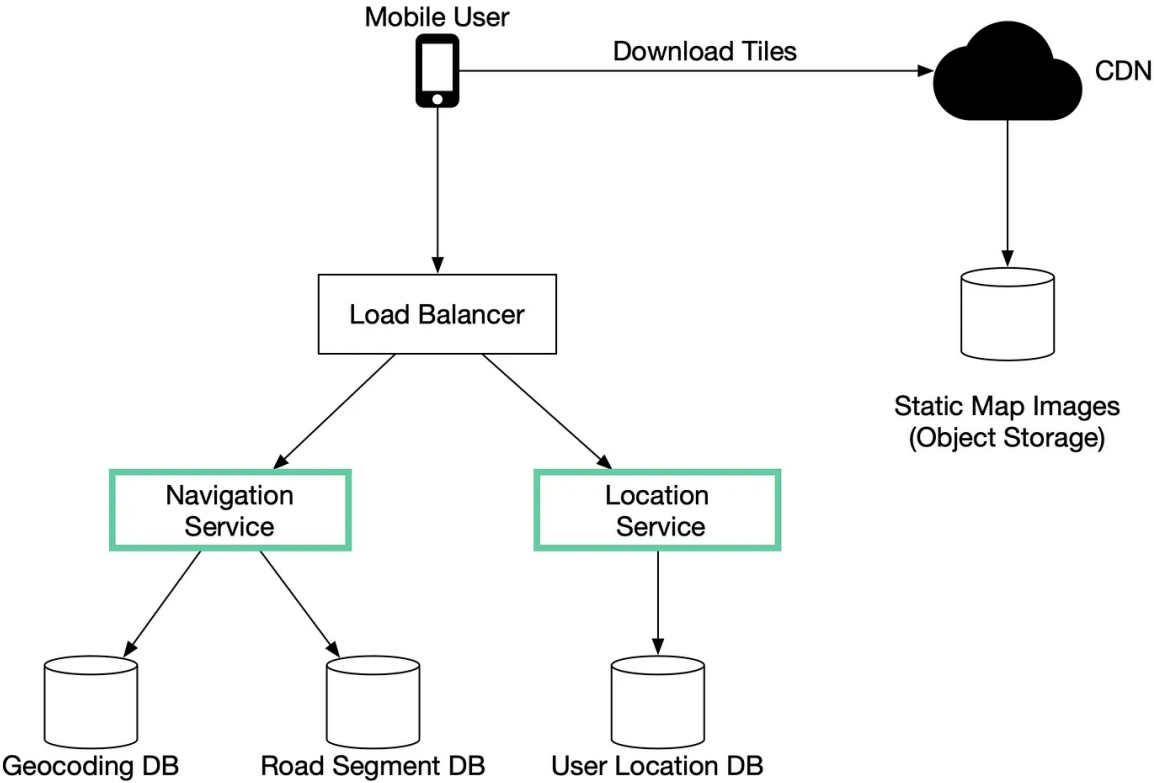 Mobile User
Download Tiles
CDN
Load Balancer
Static Map Images
(Object Storage)
Navigation
Service
Location
Service
Geocoding DB
Road Segment DB
User Location DB